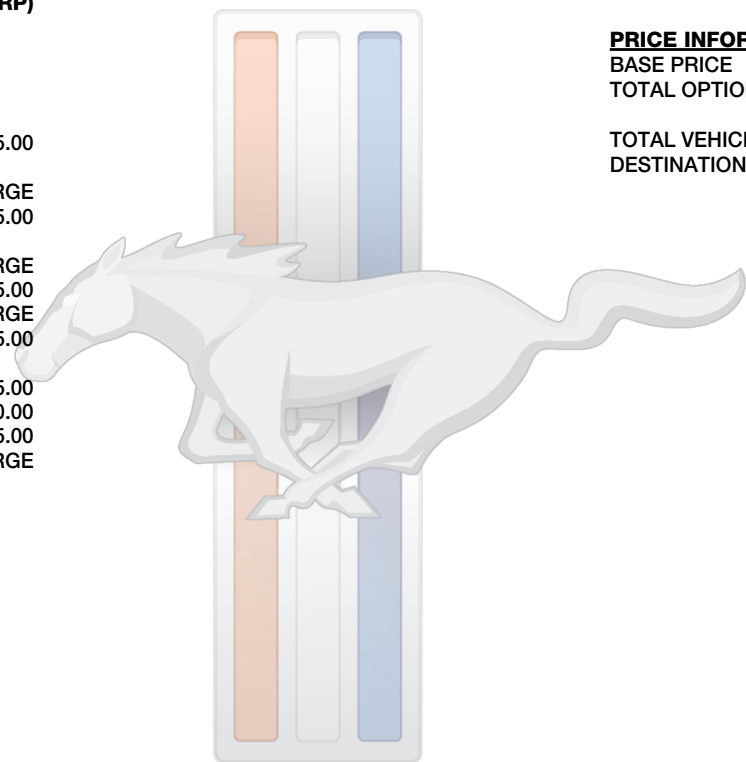 RP)
5.00
RGE
5.00
RGE
5.00
RGE
5.00
5.00
0.00
5.00
RGE
PRICE INFOR
BASE PRICE
TOTAL OPTIO
TOTAL VEHICL
DESTINATION